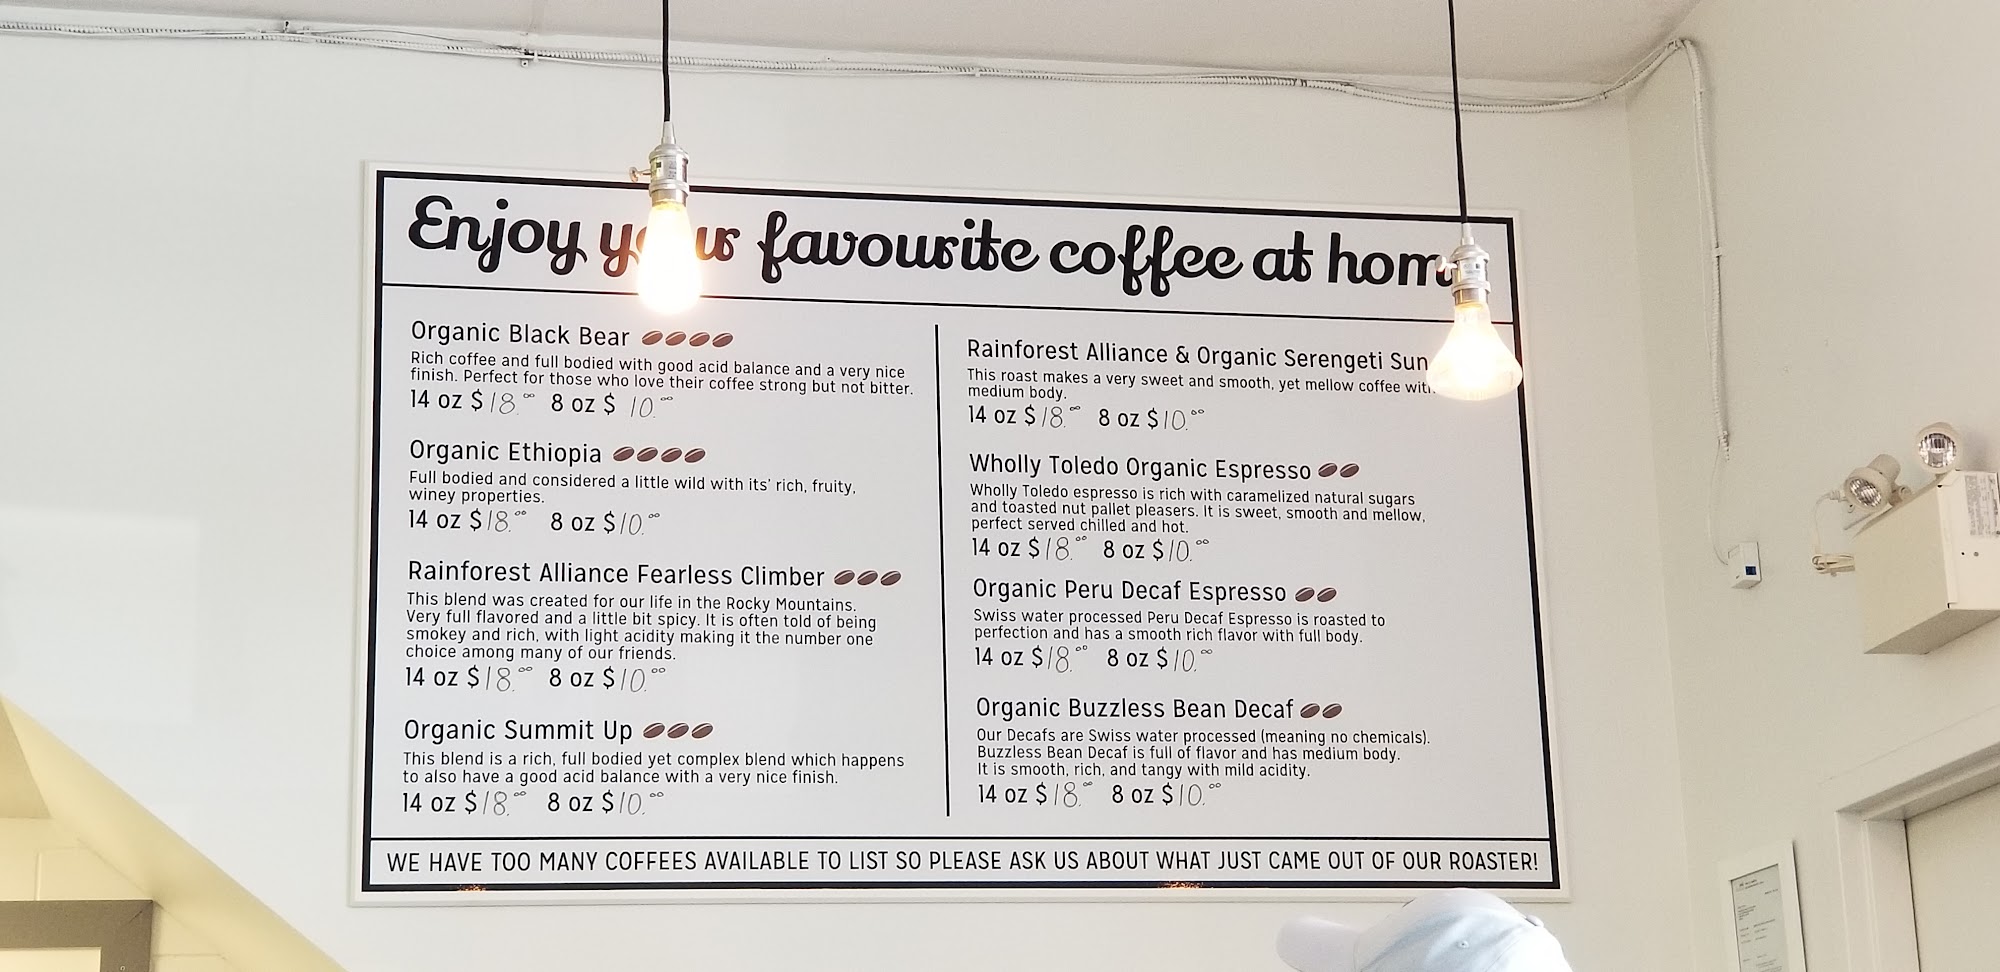 Enjoy your favourite coffee at home
Organic Black Bear
Rich coffee and full bodied with good acid balance and a very nice
finish. Perfect for those who love their coffee strong but not bitter.
14 oz $18.00 8 oz $ 10.00
Organic Ethiopia
Full bodied and considered a little wild with its' rich, fruity,
winey properties.
14 oz $18.00 8 oz $10.00
Rainforest Alliance Fearless Climber
This blend was created for our life in the Rocky Mountains.
Very full flavored and a little bit spicy. It is often told of being
smokey and rich, with light acidity making it the number one
choice among many of our friends.
14 oz $18.00 8 oz $10.00
Organic Summit Up
This blend is a rich, full bodied yet complex blend which happens
to also have a good acid balance with a very nice finish.
14 oz $18.00 8 oz $10.00
Rainforest Alliance & Organic Serengeti Sun
This roast makes a very sweet and smooth, yet mellow coffee with
medium body.
14 oz $18.00 8 oz $10.00
Wholly Toledo Organic Espresso
Wholly Toledo espresso is rich with caramelized natural sugars
and toasted nut pallet pleasers. It is sweet, smooth and mellow,
perfect served chilled and hot.
14 oz $18.00 8 oz $10.00
Organic Peru Decaf Espresso
Swiss water processed Peru Decaf Espresso is roasted to
perfection and has a smooth rich flavor with full body.
14 oz $18.00 8 oz $10.00
Organic Buzzless Bean Decaf
Our Decafs are Swiss water processed (meaning no chemicals).
Buzzless Bean Decaf is full of flavor and has medium body.
It is smooth, rich, and tangy with mild acidity.
14 oz $18.00 8 oz $10.00
WE HAVE TOO MANY COFFEES AVAILABLE TO LIST SO PLEASE ASK US ABOUT WHAT JUST CAME OUT OF OUR ROASTER!